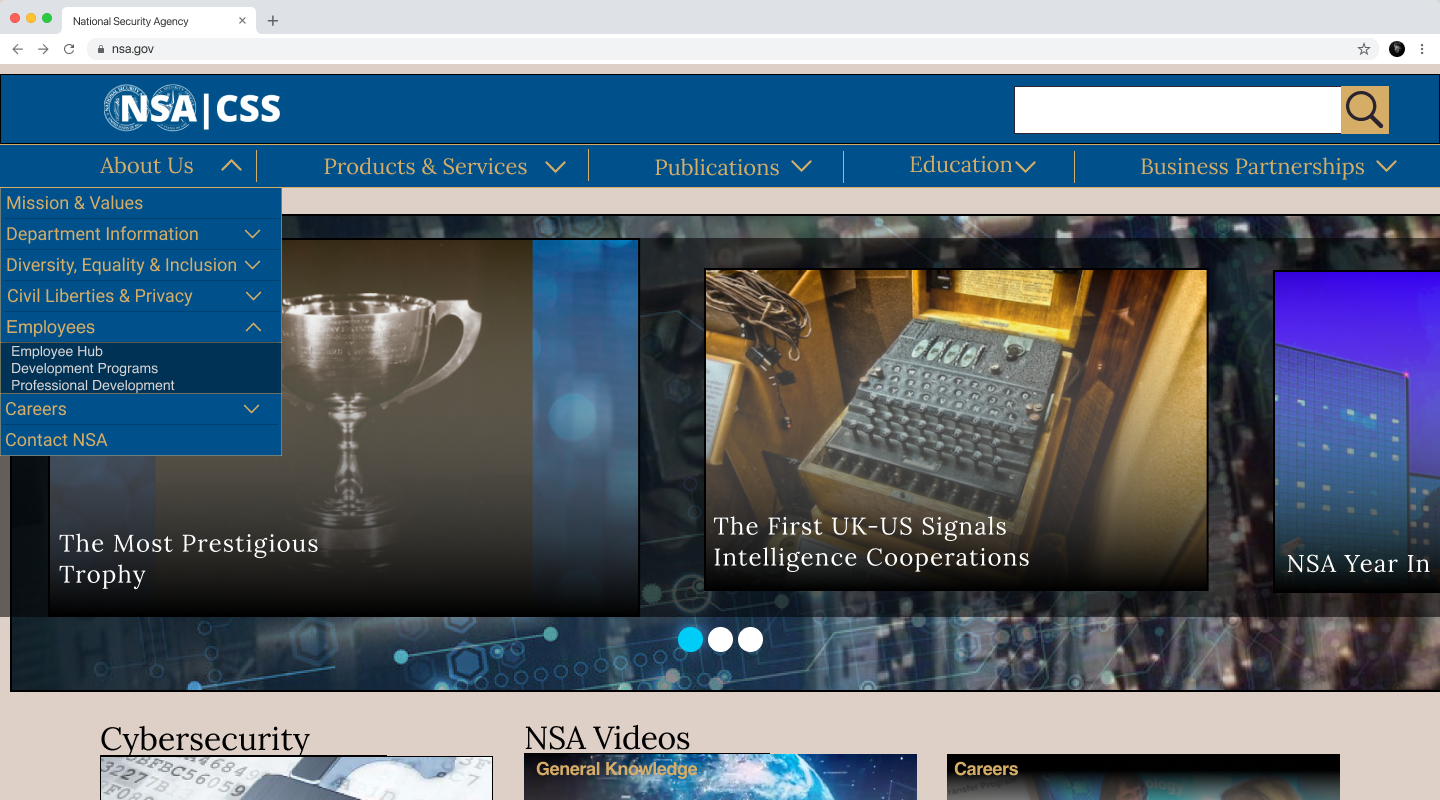 National Security Agency
nsa.gov
NSA|CSS
About Us
Products & Services
Publications
Education
Business Partnerships
Mission & Values
Department Information
Diversity, Equality & Inclusion
Civil Liberties & Privacy
Employees
Employee Hub
Development Programs
Professional Development
Careers
Contact NSA
The Most Prestigious
Trophy
The First UK-US Signals
Intelligence Cooperations
NSA Year In
Cybersecurity
NSA Videos
General Knowledge
Careers